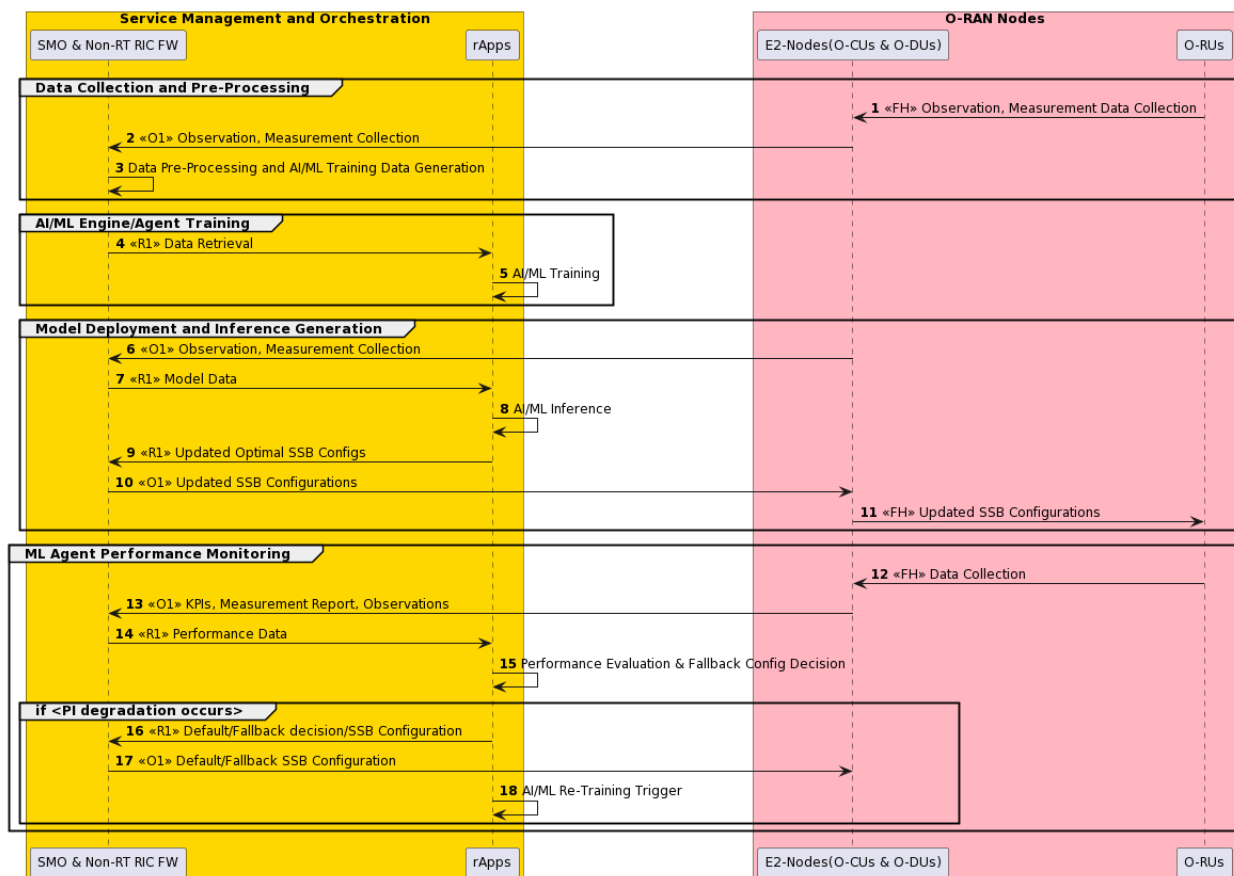 Service Management and Orchestration
O-RAN Nodes
SMO & Non-RT RIC FW
rApps
E2-Nodes(O-CUs & O-DUs)
O-RUs
Data Collection and Pre-Processing
1 «FH» Observation, Measurement Data Collection
2 «O1» Observation, Measurement Collection
3 Data Pre-Processing and AI/ML Training Data Generation
AI/ML Engine/Agent Training
4 «R1» Data Retrieval
5 AI/ML Training
Model Deployment and Inference Generation
6 «O1» Observation, Measurement Collection
7 «R1» Model Data
8 AI/ML Inference
9 «R1» Updated Optimal SSB Configs
10 «O1» Updated SSB Configurations
11 «FH» Updated SSB Configurations
ML Agent Performance Monitoring
12 «FH» Data Collection
13 «O1» KPIs, Measurement Report, Observations
14 «R1» Performance Data
15 Performance Evaluation & Fallback Config Decision
if <PI degradation occurs>
16 «R1» Default/Fallback decision/SSB Configuration
17 «O1» Default/Fallback SSB Configuration
18 AI/ML Re-Training Trigger
SMO & Non-RT RIC FW
rApps
E2-Nodes(O-CUs & O-DUs)
O-RUs